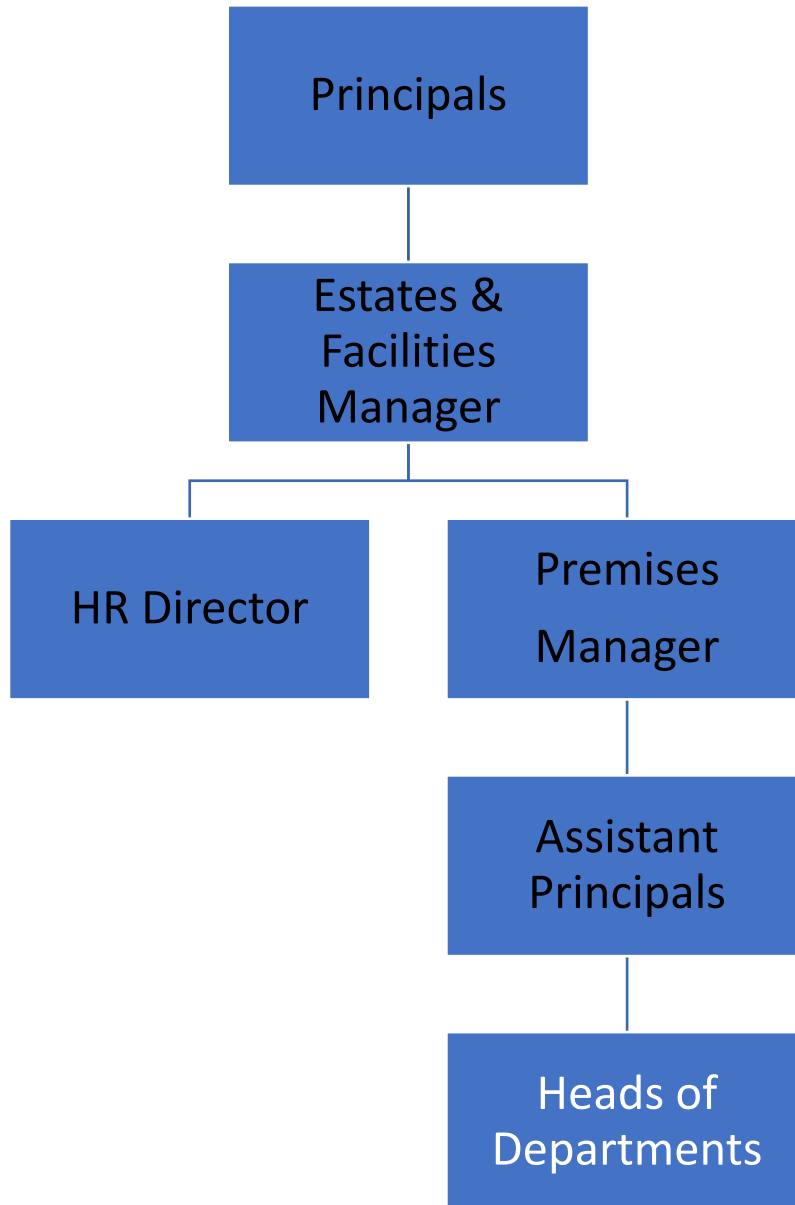 Principals
Estates &
Facilities
Manager
HR Director
Premises
Manager
Assistant
Principals
Heads of
Departments